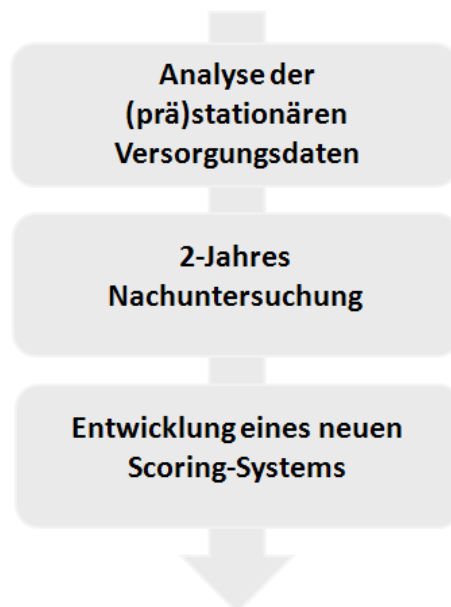 Analyse der
(prä)stationären
Versorgungsdaten
2-Jahres
Nachuntersuchung
Entwicklung eines neuen
Scoring-Systems